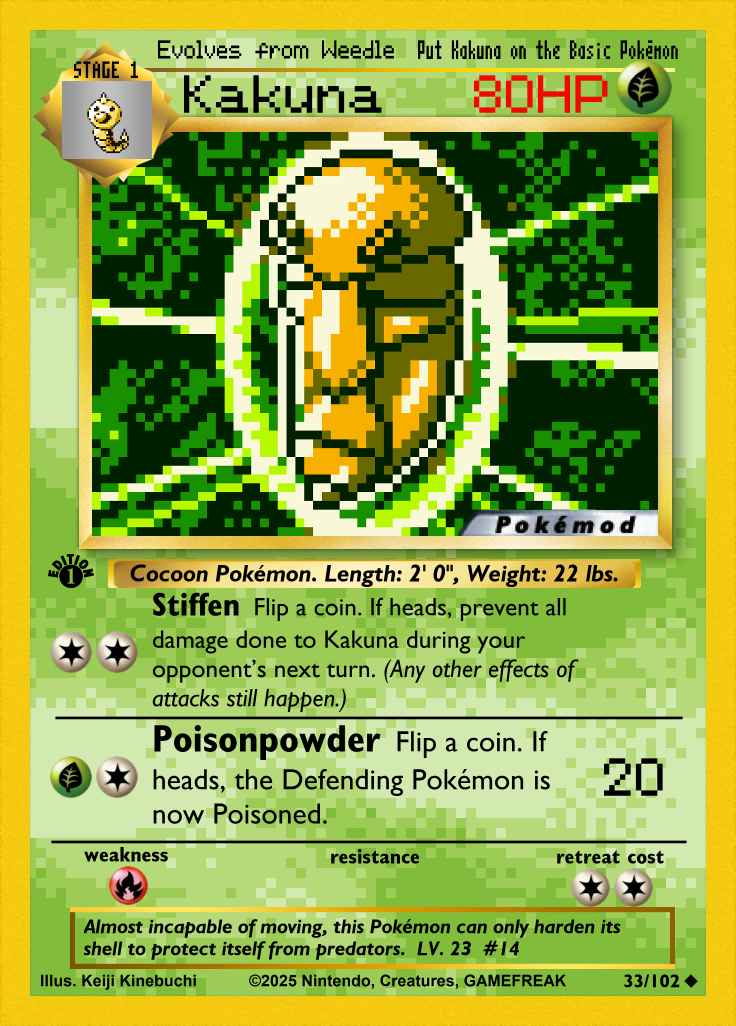 Evolves from Weedle Put Kakuna on the Basic Pokémon
STAGE 1
Kakuna 80HP
Pokémod
EDITION 1
Cocoon Pokémon. Length: 2' 0", Weight: 22 lbs.
Stiffen Flip a coin. If heads, prevent all
damage done to Kakuna during your
opponent's next turn. (Any other effects of
attacks still happen.)
Poisonpowder Flip a coin. If
heads, the Defending Pokémon is
now Poisoned.
20
weakness resistance retreat cost
Almost incapable of moving, this Pokémon can only harden its
shell to protect itself from predators. LV. 23 #14
Illus. Keiji Kinebuchi ©2025 Nintendo, Creatures, GAMEFREAK 33/102